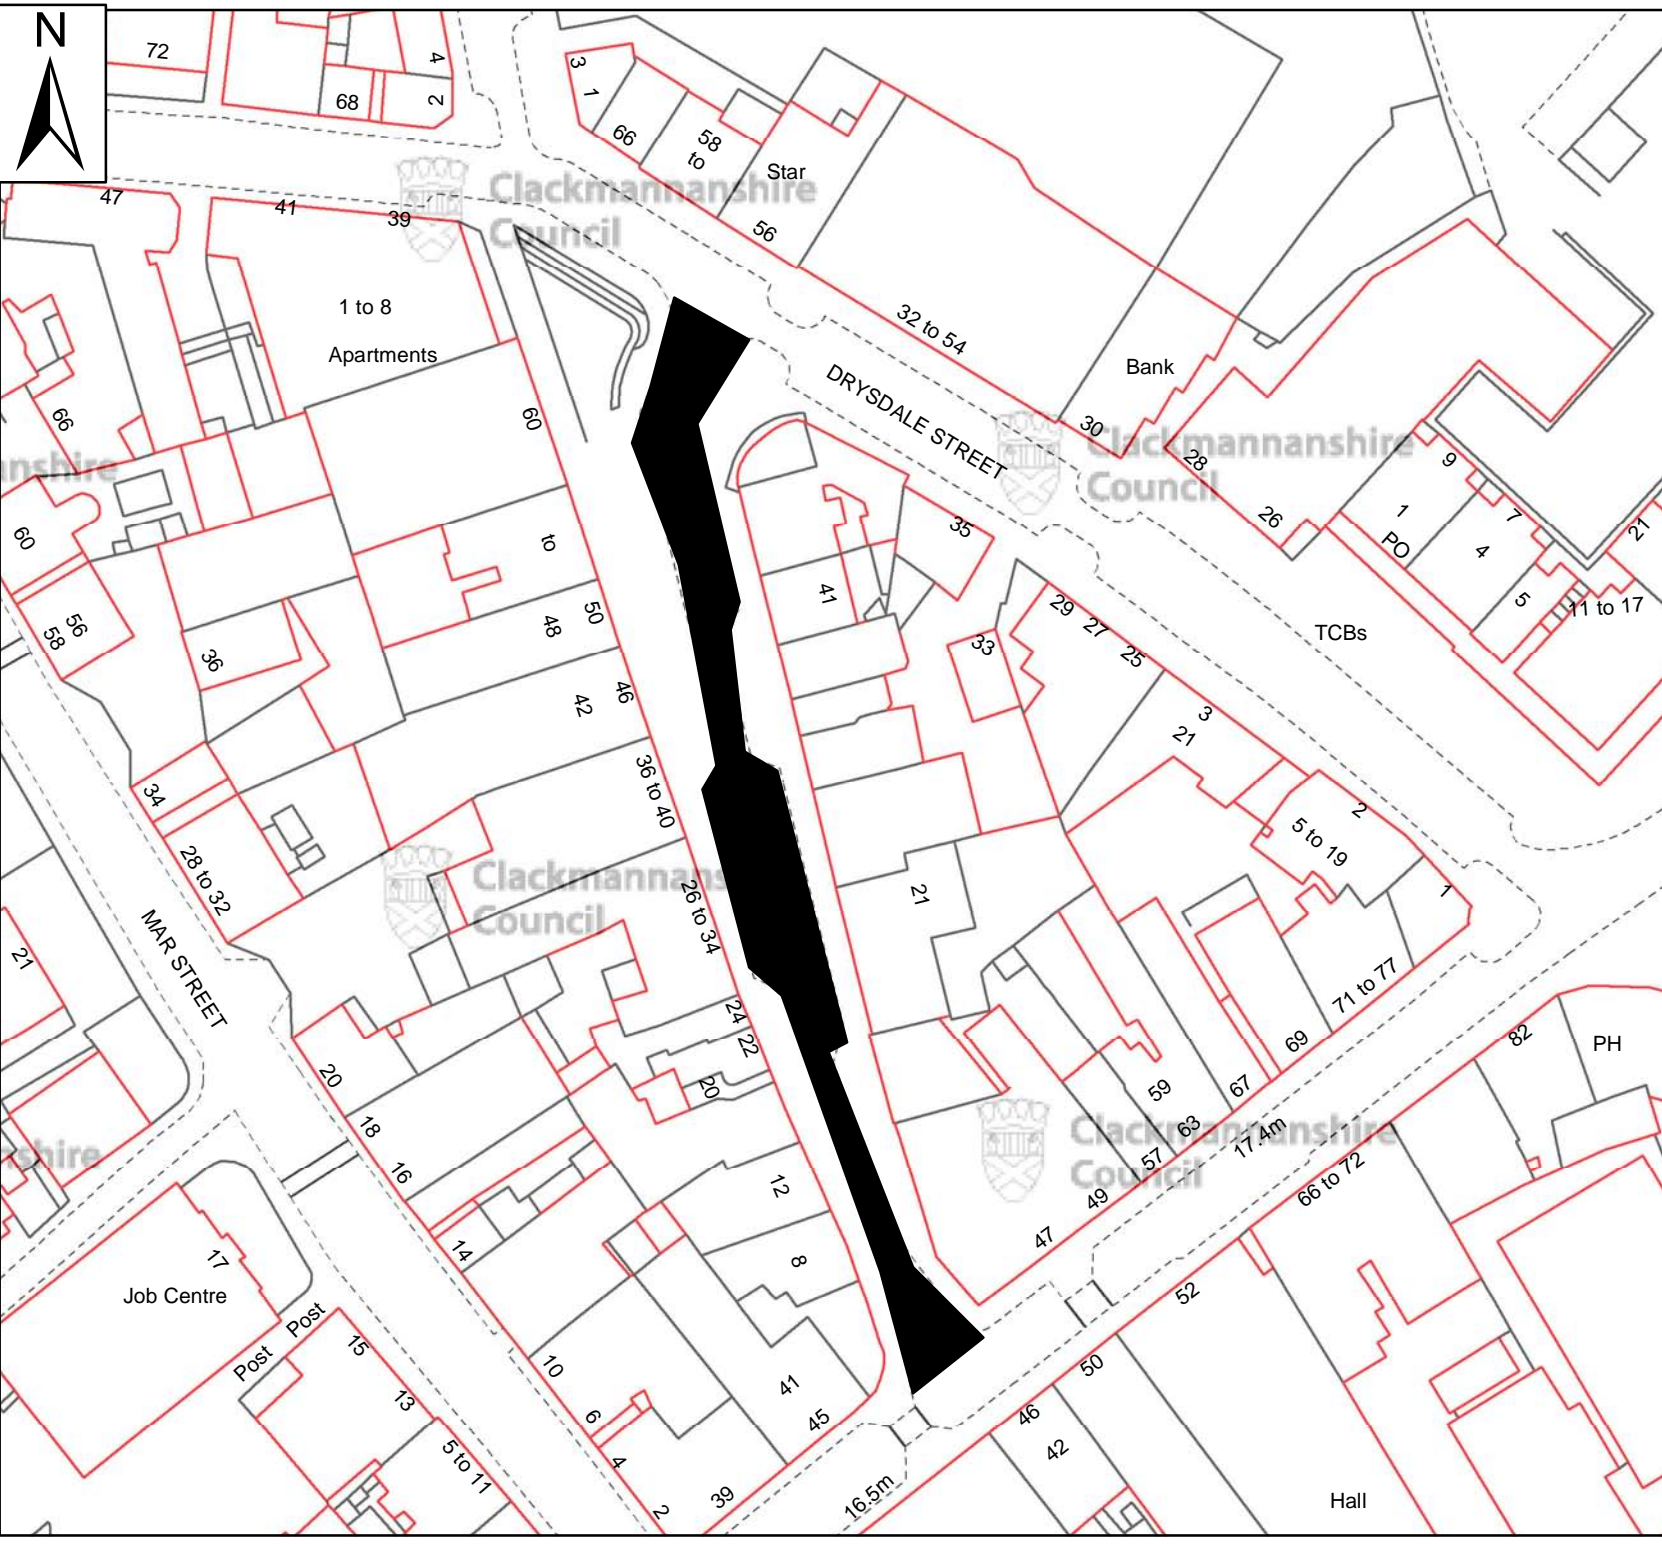 N
72
4
68
2
3
1
66
58
to
Star
56
Clackmannanshire
Council
47
41
39
1 to 8
Apartments
32 to 54
Bank
DRYSDALE STREET
30
Clackmannanshire
Council
28
26
9
1
PO
7
4
5
21
11 to 17
TCBs
66
60
nshire
60
to
35
41
58
56
36
50
48
46
42
29
27
25
33
3
21
36 to 40
34
28 to 32
2
5 to 19
1
Clackmannans
Council
26 to 34
21
MAR STREET
21
71 to 77
24
22
20
69
82
PH
20
18
16
59
67
63
57
17.4m
Clackmannanshire
Council
shire
66 to 72
12
49
47
14
8
17
Job Centre
Post
Post
52
15
13
10
41
45
50
46
42
6
4
2
39
5 to 11
16.5m
Hall